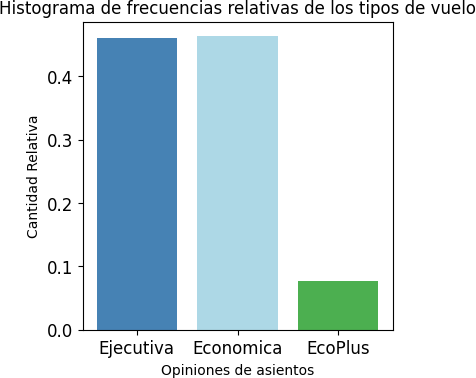 Histograma de frecuencias relativas de los tipos de vuelo
Cantidad Relativa
0.4
0.3
0.2
0.1
0.0
Ejecutiva
Economica
EcoPlus
Opiniones de asientos